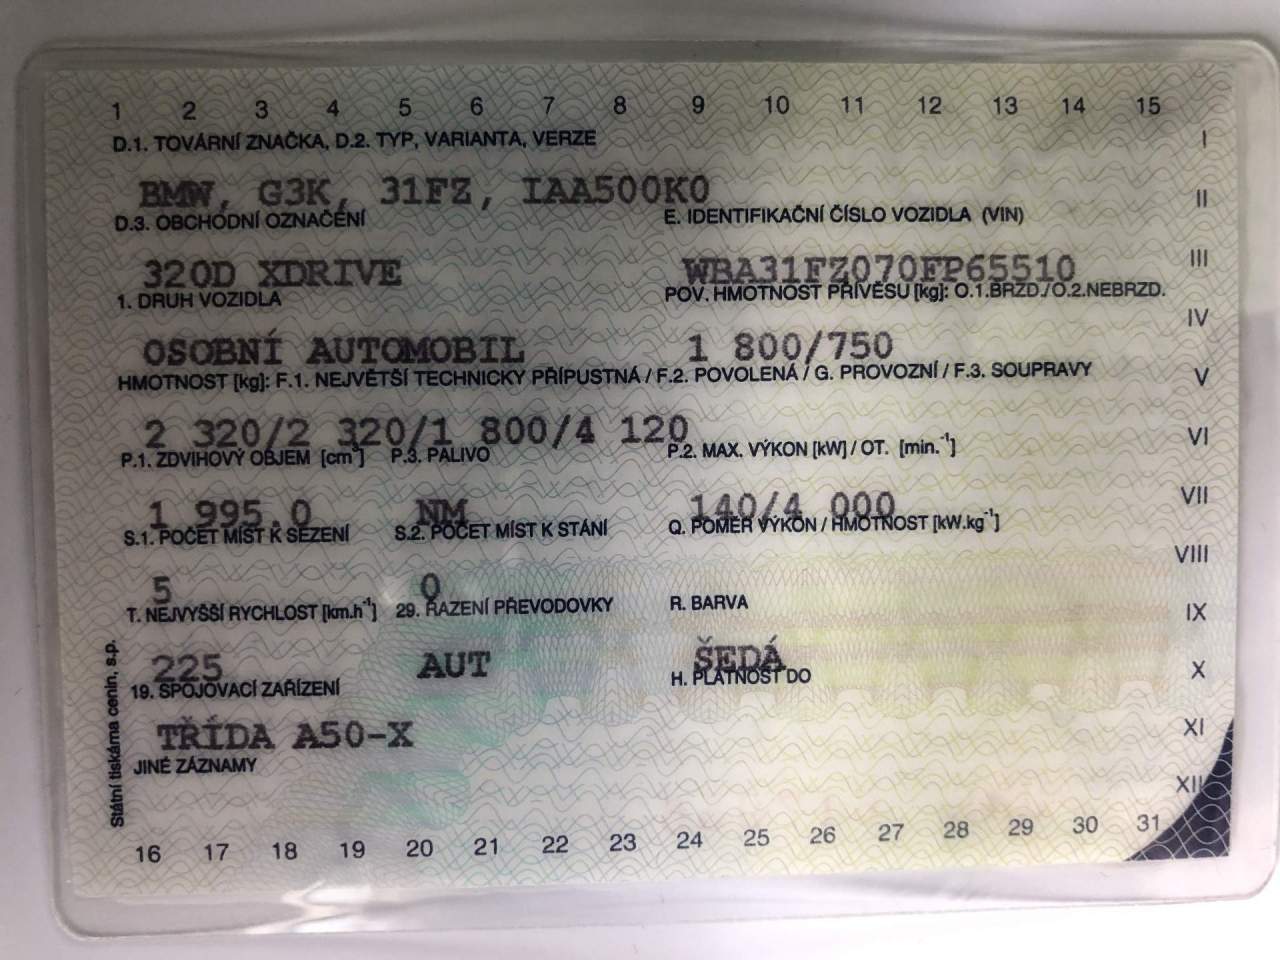 1 2 3 4 5 6 7 8 9 10 11 12 13 14 15
D.1. TOVÁRNÍ ZNAČKA, D.2. TYP, VARIANTA, VERZE
I
BMW, G3K, 31FZ, IAA500K0
II
D.3. OBCHODNÍ OZNAČENÍ E. IDENTIFIKAČNÍ ČÍSLO VOZIDLA (VIN)
320D XDRIVE WBA31FZ070FP65510
III
1. DRUH VOZIDLA POV. HMOTNOST PŘÍVĚSU [kg]: O.1.BRZD./O.2.NEBRZD.
IV
OSOBNÍ AUTOMOBIL 1 800/750
HMOTNOST [kg]: F.1. NEJVĚTŠÍ TECHNICKY PŘÍPUSTNÁ / F.2. POVOLENÁ / G. PROVOZNÍ / F.3. SOUPRAVY
V
2 320/2 320/1 800/4 120
VI
P.1. ZDVIHOVÝ OBJEM [cm³] P.3. PALIVO P.2. MAX. VÝKON [kW] / OT. [min.⁻¹]
1 995.0 NM 140/4 000
VII
S.1. POČET MÍST K SEZENÍ S.2. POČET MÍST K STÁNÍ Q. POMĚR VÝKON / HMOTNOST [kW.kg⁻¹]
VIII
5 0
T. NEJVYŠŠÍ RYCHLOST [km.h⁻¹] 29. ŘAZENÍ PŘEVODOVKY R. BARVA
IX
225 AUT ŠEDÁ
X
19. SPOJOVACÍ ZAŘÍZENÍ H. PLATNOST DO
TŘÍDA A50-X
XI
JINÉ ZÁZNAMY
XII
Státní tiskárna cenin, s.p.
16 17 18 19 20 21 22 23 24 25 26 27 28 29 30 31